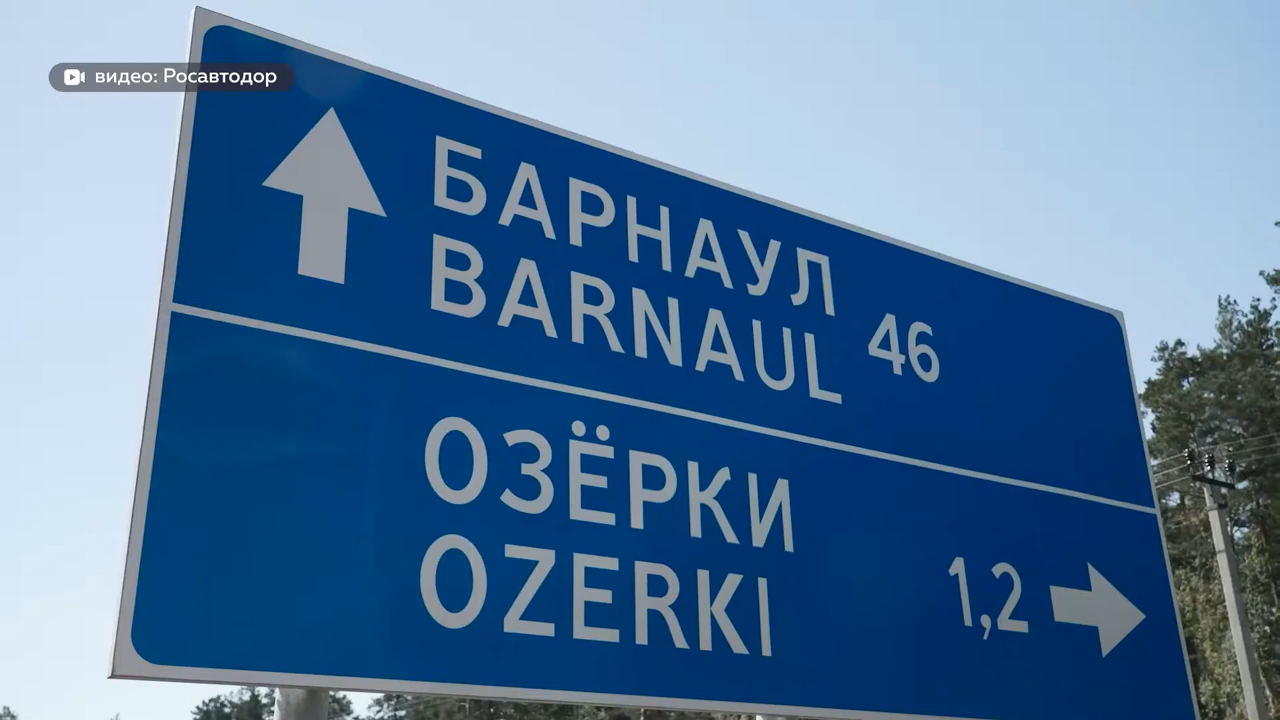 видео: Росавтодор
БАРНАУЛ
BARNAUL
46
ОЗЁРКИ
OZERKI
1,2